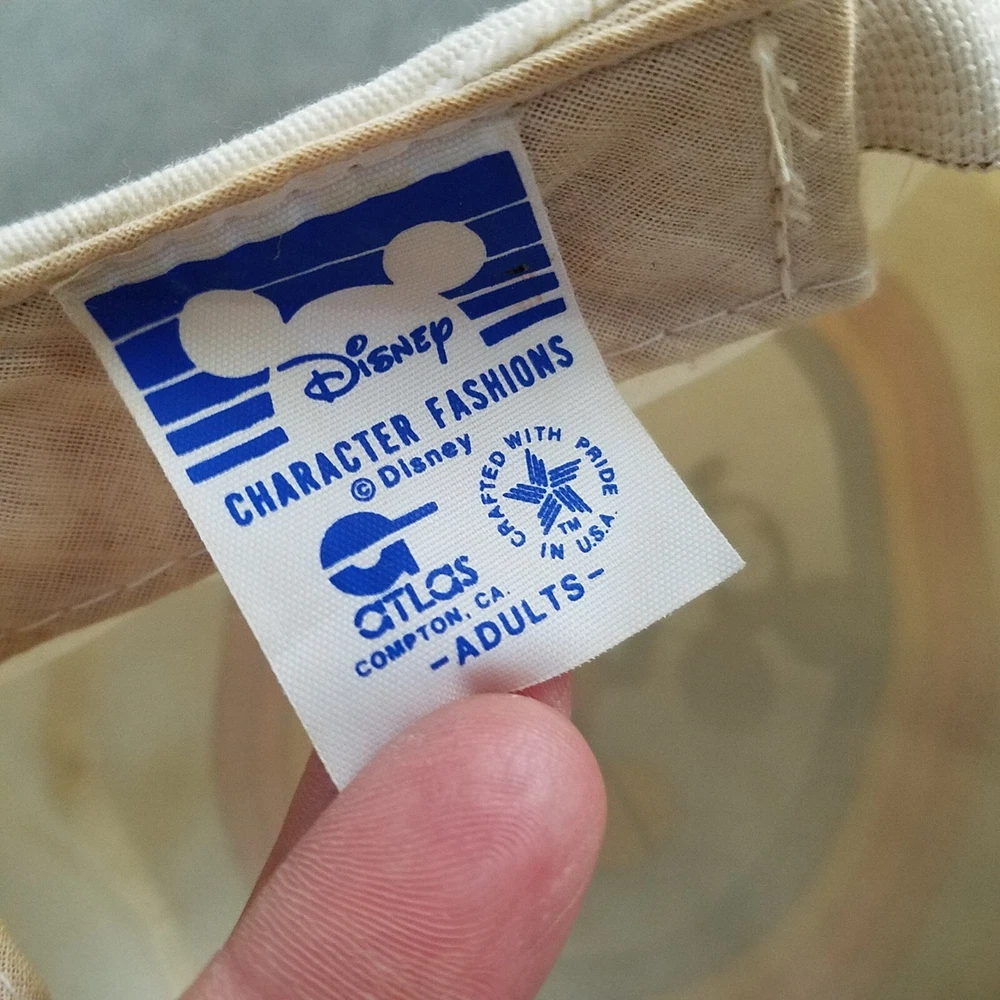 Disney
CHARACTER FASHIONS
©Disney
CRAFTED WITH PRIDE
IN U.S.A.
TM
aTLas
COMPTON, CA.
-ADULTS-